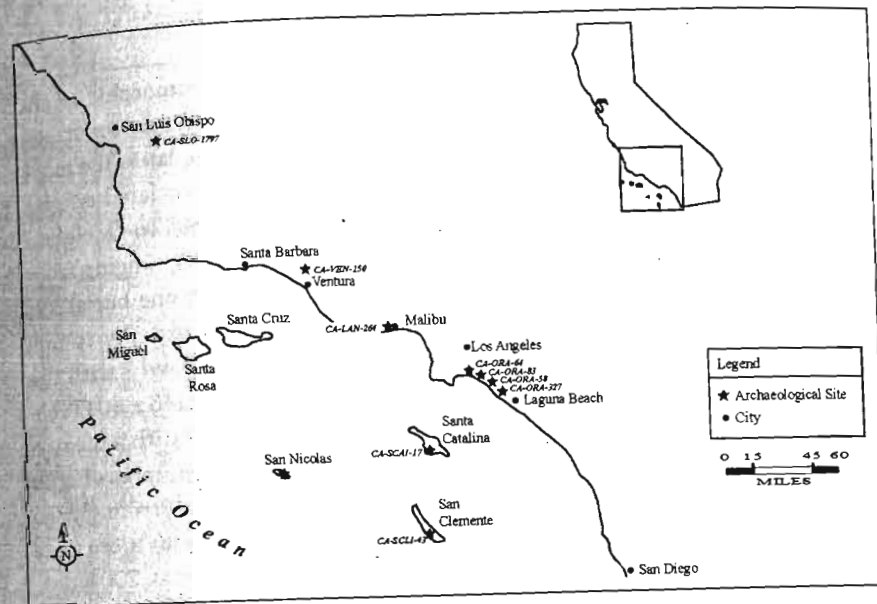 San Luis Obispo
CA-SLO-1797
Santa Barbara
CA-VEN-150
Ventura
CA-LAN-264
Malibu
San
Miguel
Santa
Rosa
Santa Cruz
Los Angeles
CA-ORA-64
CA-ORA-83
CA-ORA-58
CA-ORA-327
Laguna Beach
Santa
Catalina
CA-SCAI-17
San Nicolas
San
Clemente
CA-SCLI-43
San Diego
Pacific Ocean
N
Legend
Archaeological Site
City
0 15 45 60
MILES